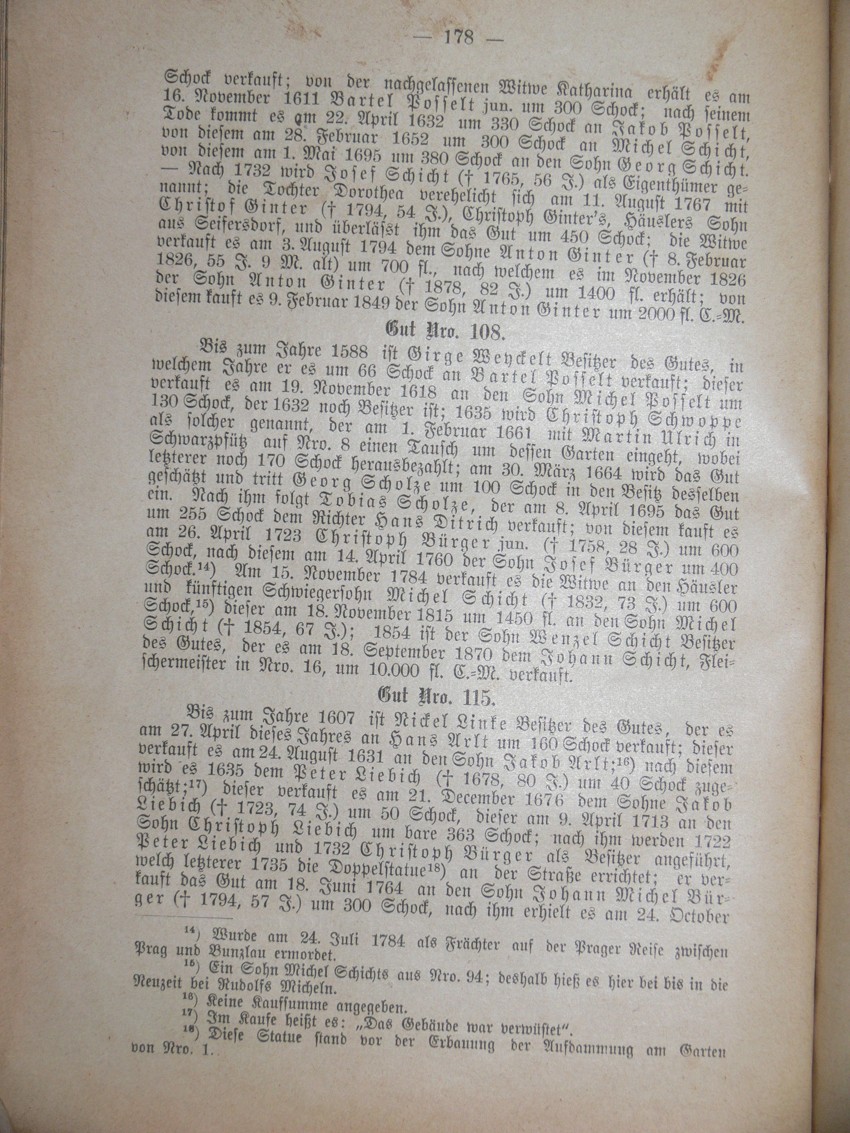 — 178 —
Schock verkauft; von der nachgelassenen Witwe Katharina erhält es am
16. November 1611 Bartel Posselt jun. um 300 Schock; nach seinem
Tode kommt es am 22. April 1632 um 330 Schock an Jakob Posselt,
von diesem am 28. Februar 1652 um 300 Schock an Michel Schicht,
von diesem am 1. Mai 1695 um 380 Schock an den Sohn Georg Schicht.
— Nach 1732 wird Josef Schicht († 1765, 56 J.) als Eigenthümer ge-
nannt; die Tochter Dorothea verehelicht sich am 11. August 1767 mit
Christof Ginter († 1794, 54 J.), Christoph Ginter's, Häuslers Sohn
aus Seifersdorf, und überlässt ihm das Gut um 450 Schock; die Witwe
verkauft es am 3. August 1794 dem Sohne Anton Ginter († 8. Februar
1826, 55 J. 9 M. alt) um 700 fl., nach welchem es im November 1826
der Sohn Anton Ginter († 1878, 82 J.) um 1400 fl. erhält; von
diesem kauft es 9. Februar 1849 der Sohn Anton Ginter um 2000 fl. C.-M.
Gut Nro. 108.
Bis zum Jahre 1588 ist Girge Weyckelt Besitzer des Gutes, in
welchem Jahre er es um 66 Schock an Bartel Posselt verkauft; dieser
verkauft es am 19. November 1618 an den Sohn Michel Posselt um
130 Schock, der 1632 noch Besitzer ist; 1635 wird Christoph Schwoppe
als solcher genannt, der am 1. Februar 1661 mit Martin Ulrich in
Schwarzpfütz auf Nro. 8 einen Tausch um dessen Garten eingeht, wobei
letzterer noch 170 Schock herausbezahlt; am 30. März 1664 wird das Gut
geschätzt und tritt Georg Scholze um 100 Schock in den Besitz desselben
ein. Nach ihm folgt Tobias Scholze, der am 8. April 1695 das Gut
um 255 Schock dem Richter Hans Ditrich verkauft; von diesem kauft es
am 26. April 1723 Christoph Bürger jun. († 1758, 28 J.) um 600
Schock, nach diesem am 14. April 1760 der Sohn Josef Bürger um 400
Schock.¹⁴) Am 15. November 1784 verkauft es die Witwe an den Häusler
und künftigen Schwiegersohn Michel Schicht († 1832, 73 J.) um 600
Schock,¹⁵) dieser am 18. November 1815 um 1450 fl. an den Sohn Michel
Schicht († 1854, 67 J.); 1854 ist der Sohn Wenzel Schicht Besitzer
des Gutes, der es am 18. September 1870 dem Johann Schicht, Flei-
schermeister in Nro. 16, um 10.000 fl. C.-M. verkauft.
Gut Nro. 115.
Bis zum Jahre 1607 ist Nickel Linke Besitzer des Gutes, der es
am 27. April dieses Jahres an Hans Arlt um 160 Schock verkauft; dieser
verkauft es am 24. August 1631 an den Sohn Jakob Arlt;¹⁶) nach diesem
wird es 1635 dem Peter Liebich († 1678, 80 J.) um 40 Schock zuge-
schätzt;¹⁷) dieser verkauft es am 21. December 1676 dem Sohne Jakob
Liebich († 1723, 74 J.) um 50 Schock, dieser am 9. April 1713 an den
Sohn Christoph Liebich um bare 363 Schock; nach ihm werden 1722
Peter Liebich und 1732 Christoph Bürger als Besitzer angeführt,
welch letzterer 1735 die Doppelstatue¹⁸) an der Straße errichtet; er ver-
kauft das Gut am 18. Juni 1764 an den Sohn Johann Michel Bür-
ger († 1794, 57 J.) um 300 Schock, nach ihm erhielt es am 24. October
¹⁴) Wurde am 24. Juli 1784 als Frächter auf der Prager Reise zwischen
Prag und Bunzlau ermordet.
¹⁵) Ein Sohn Michel Schichts aus Nro. 94; deshalb hieß es hier bei bis in die
Neuzeit bei Rudolfs Micheln.
¹⁶) Keine Kaufsumme angegeben.
¹⁷) Im Kaufe heißt es: „Das Gebäude war verwüstet".
¹⁸) Diese Statue stand vor der Erbauung der Aufdammung am Garten
von Nro. 1.